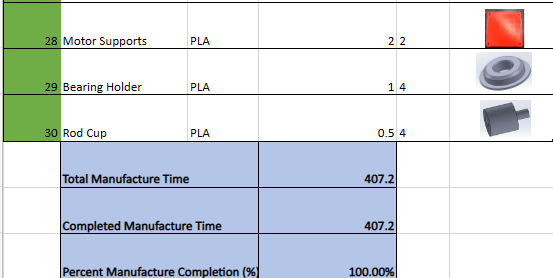 28 Motor Supports PLA 2 2
29 Bearing Holder PLA 1 4
30 Rod Cup PLA 0.5 4
Total Manufacture Time 407.2
Completed Manufacture Time 407.2
Percent Manufacture Completion (%) 100.00%